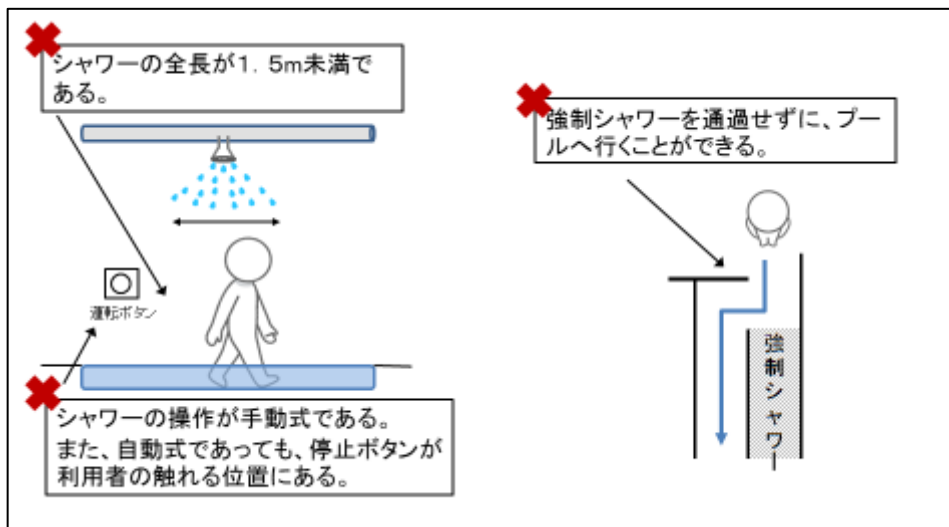 シャワーの全長が1．5m未満で
ある。
運転ボタン
シャワーの操作が手動式である。
また、自動式であっても、停止ボタンが
利用者の触れる位置にある。
強制シャワーを通過せずに、プー
ルへ行くことができる。
強制シャワー